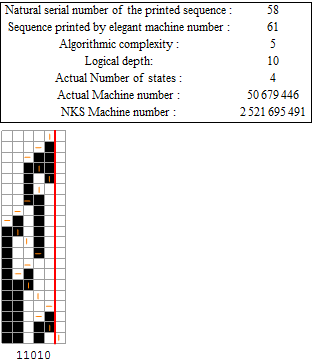 Natural serial number of the printed sequence : 58
Sequence printed by elegant machine number : 61
Algorithmic complexity : 5
Logical depth: 10
Actual Number of states : 4
Actual Machine number : 50 679 446
NKS Machine number : 2 521 695 491
11010